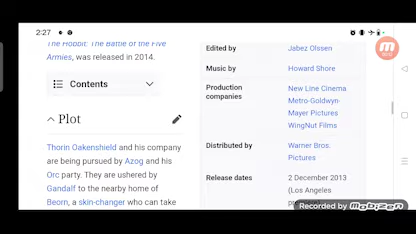 2:27
The Hobbit: The Battle of the Five
Armies, was released in 2014.
Contents
Plot
Thorin Oakenshield and his company
are being pursued by Azog and his
Orc party. They are ushered by
Gandalf to the nearby home of
Beorn, a skin-changer who can take
Edited by
Jabez Olssen
Music by
Howard Shore
Production
companies
New Line Cinema
Metro-Goldwyn-
Mayer Pictures
WingNut Films
Distributed by
Warner Bros.
Pictures
Release dates
2 December 2013
(Los Angeles
Recorded by Mobizen